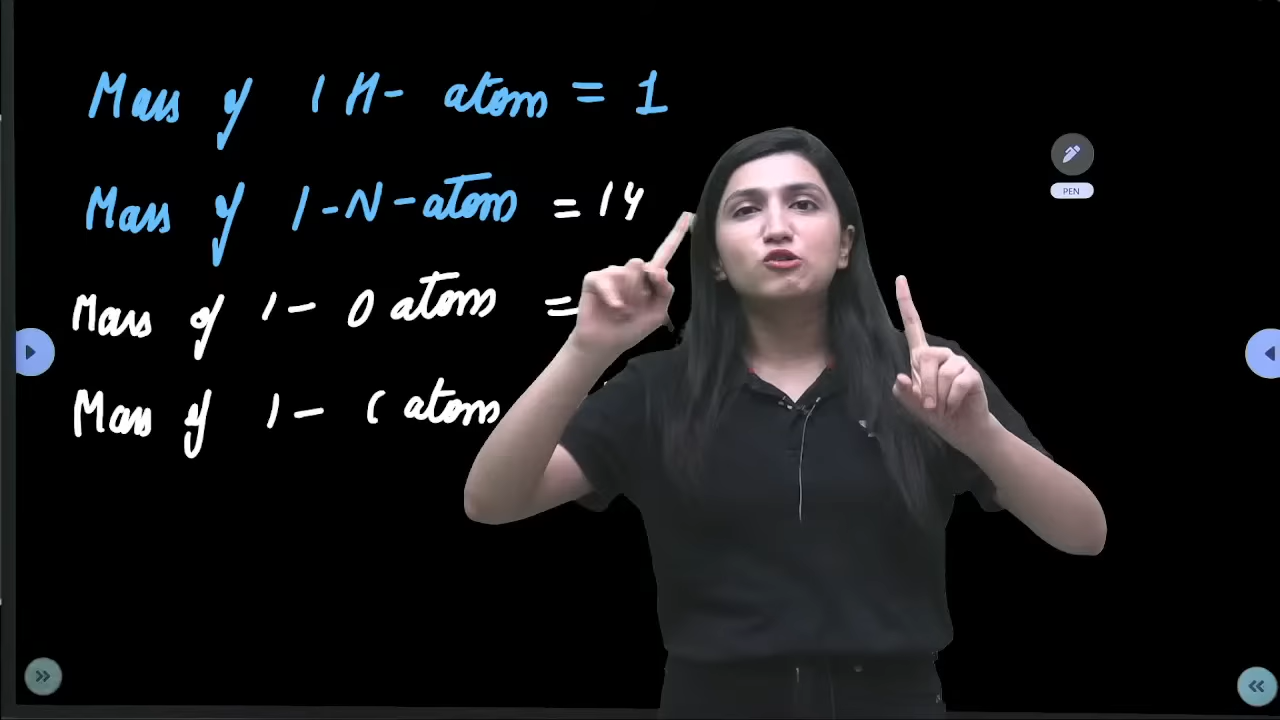 Mass of 1 H- atom = 1
Mass of 1-N-atom = 14
Mass of 1- O atom =
Mass of 1- C atom
PEN